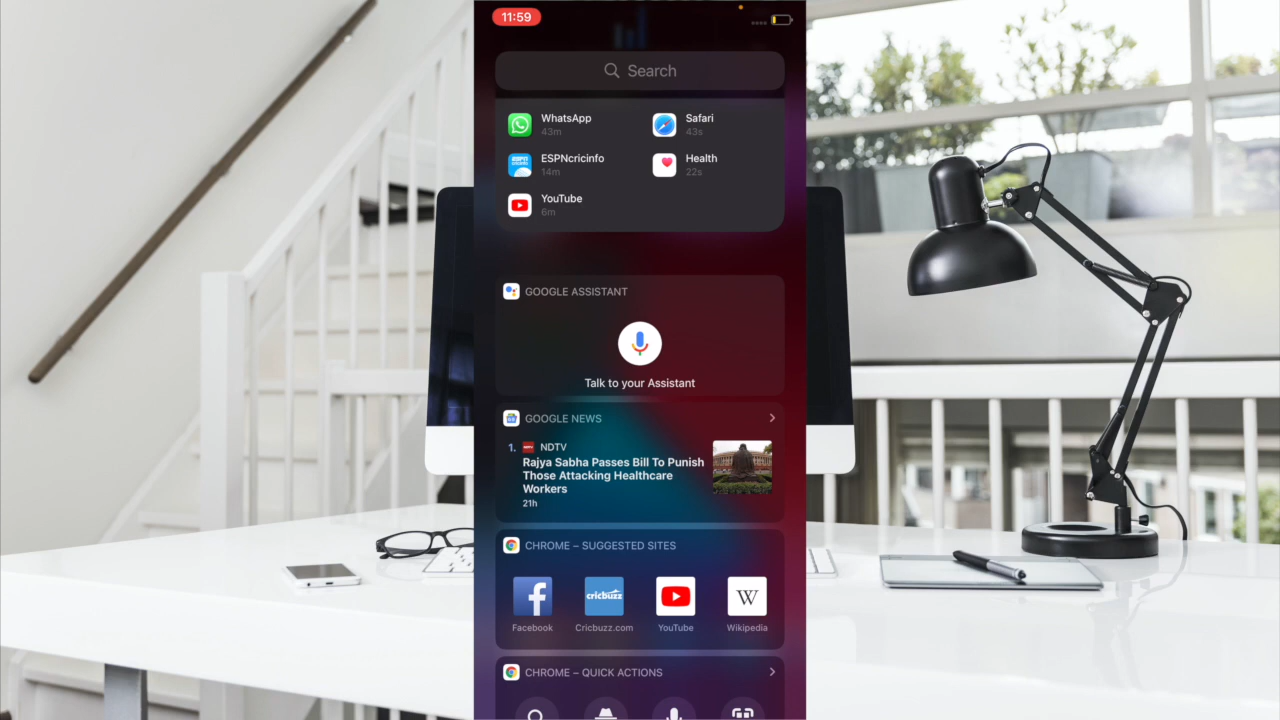 11:59
Search
WhatsApp
43m
Safari
43s
ESPNcricinfo
14m
Health
22s
YouTube
6m
GOOGLE ASSISTANT
Talk to your Assistant
GOOGLE NEWS
1. NDTV
Rajya Sabha Passes Bill To Punish
Those Attacking Healthcare
Workers
21h
CHROME – SUGGESTED SITES
cricbuzz
W
Facebook
Cricbuzz.com
YouTube
Wikipedia
CHROME – QUICK ACTIONS